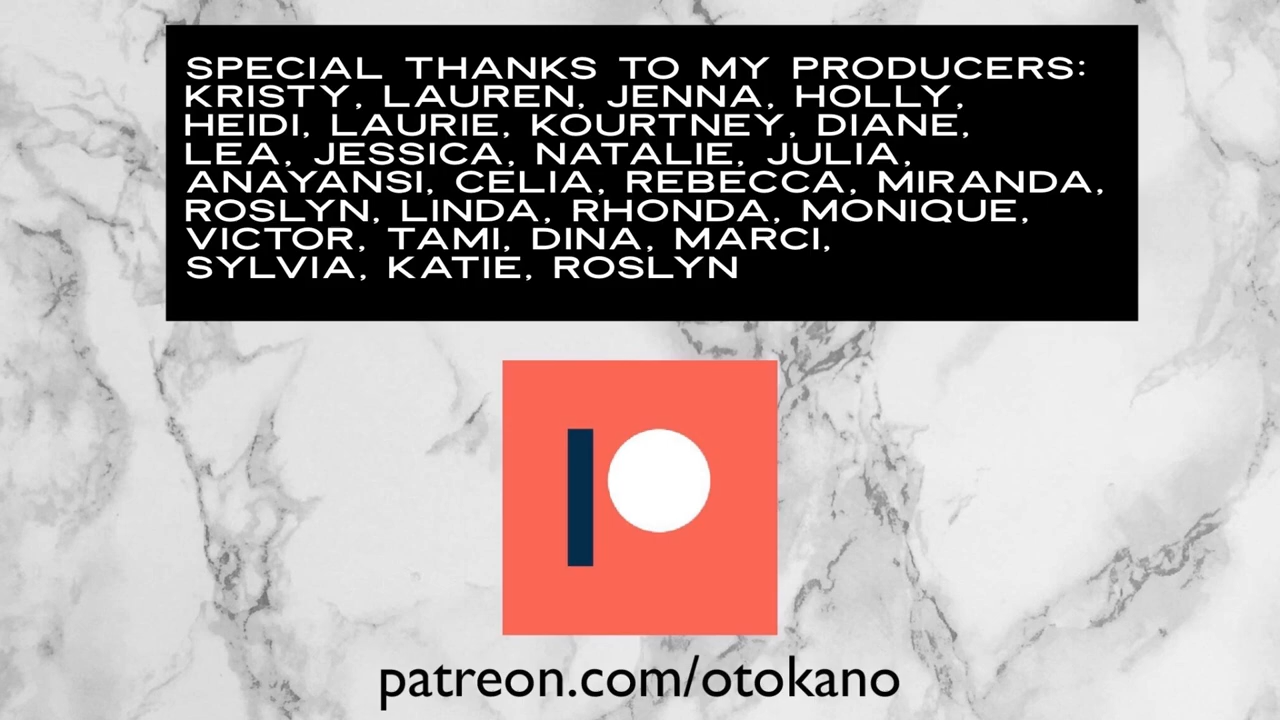 SPECIAL THANKS TO MY PRODUCERS:
KRISTY, LAUREN, JENNA, HOLLY,
HEIDI, LAURIE, KOURTNEY, DIANE,
LEA, JESSICA, NATALIE, JULIA,
ANAYANSI, CELIA, REBECCA, MIRANDA,
ROSLYN, LINDA, RHONDA, MONIQUE,
VICTOR, TAMI, DINA, MARCI,
SYLVIA, KATIE, ROSLYN
patreon.com/otokano